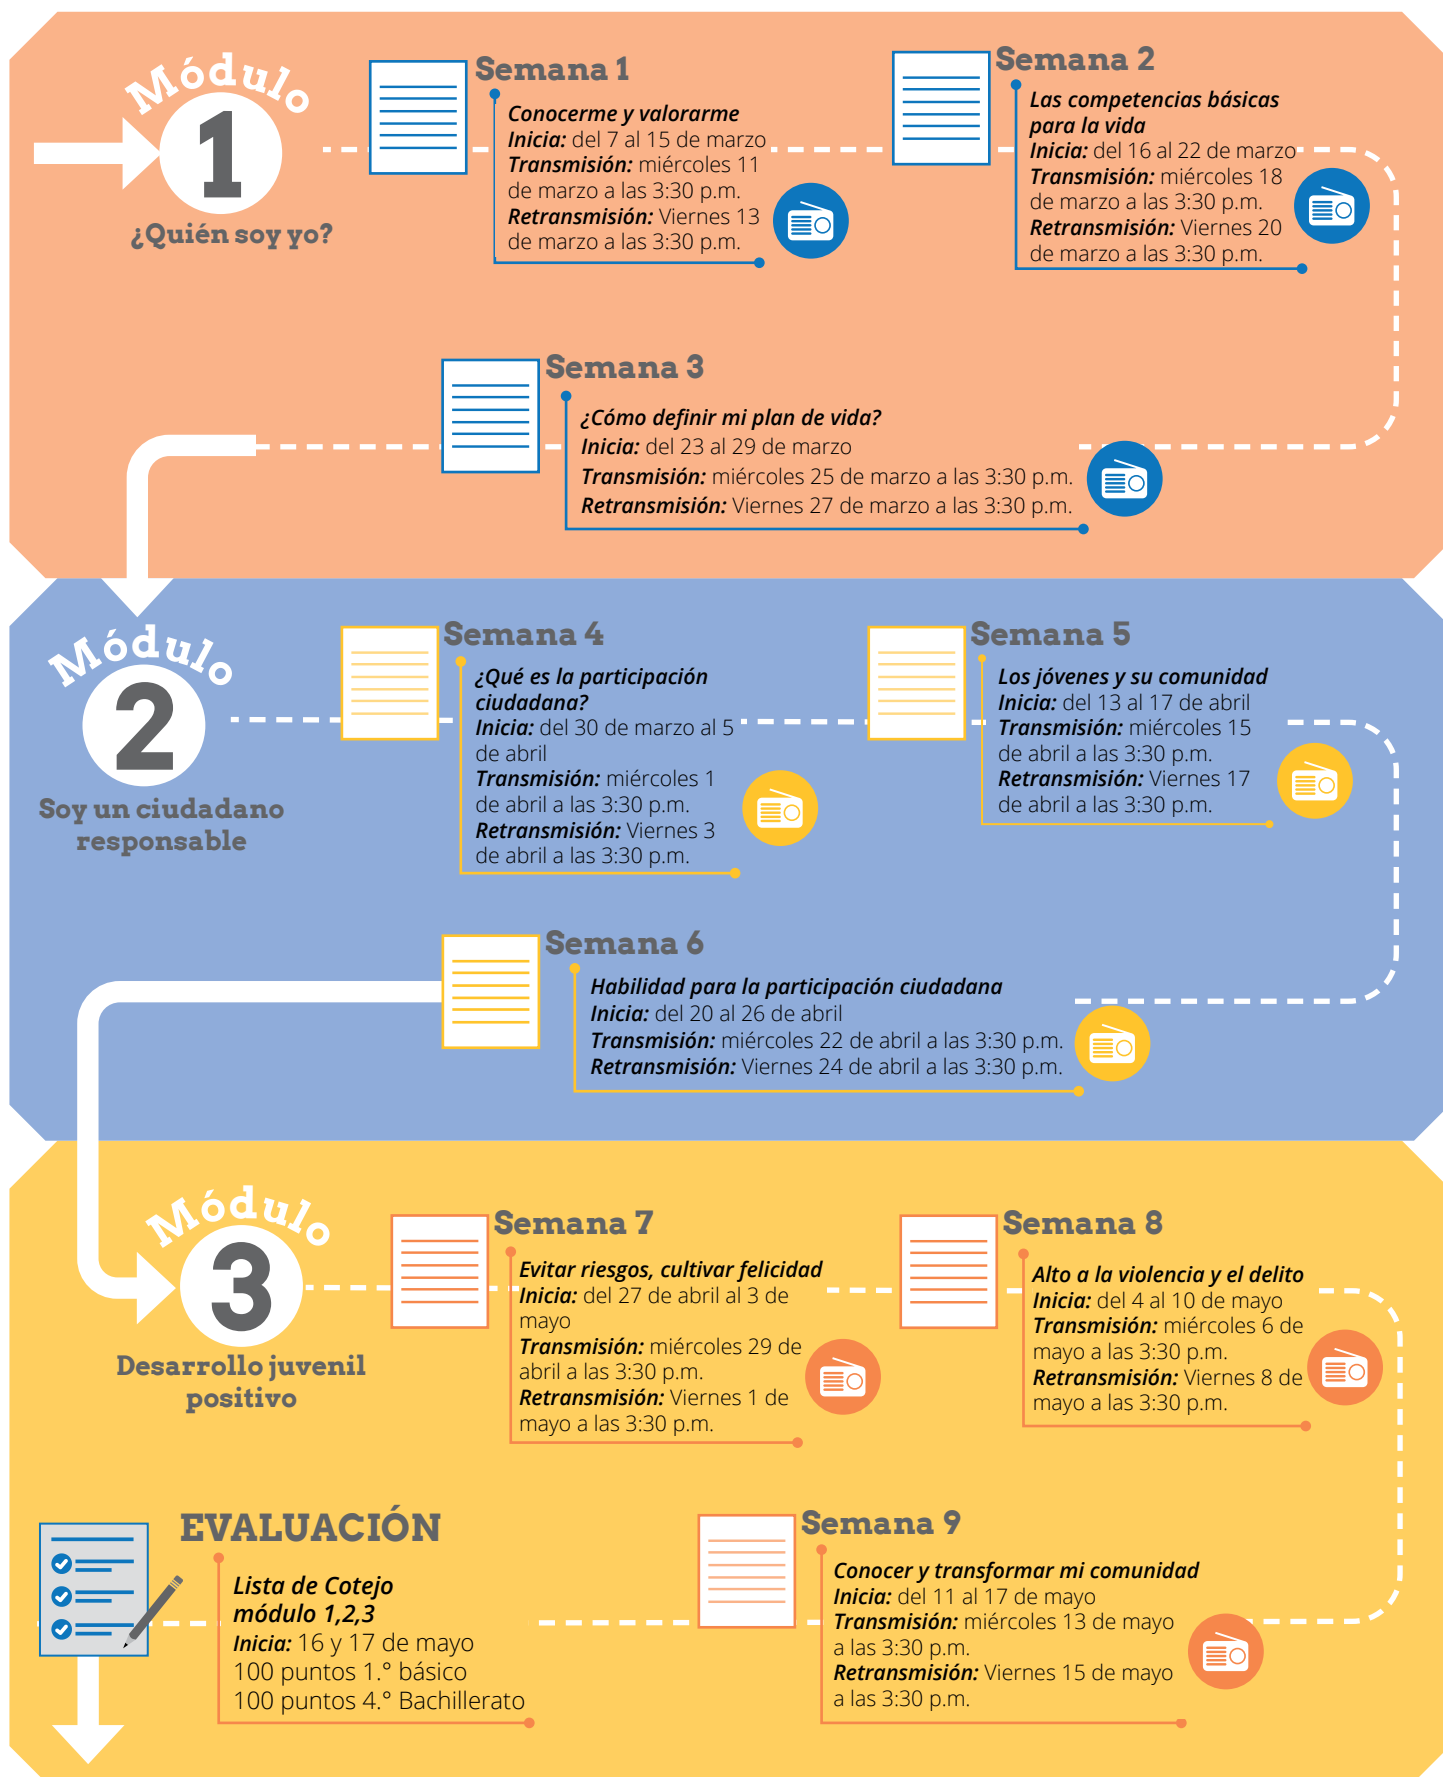 Módulo
1
¿Quién soy yo?
Semana 1
Conocerme y valorarme
Inicia: del 7 al 15 de marzo
Transmisión: miércoles 11
de marzo a las 3:30 p.m.
Retransmisión: Viernes 13
de marzo a las 3:30 p.m.
Semana 2
Las competencias básicas
para la vida
Inicia: del 16 al 22 de marzo
Transmisión: miércoles 18
de marzo a las 3:30 p.m.
Retransmisión: Viernes 20
de marzo a las 3:30 p.m.
Semana 3
¿Cómo definir mi plan de vida?
Inicia: del 23 al 29 de marzo
Transmisión: miércoles 25 de marzo a las 3:30 p.m.
Retransmisión: Viernes 27 de marzo a las 3:30 p.m.
Módulo
2
Soy un ciudadano
responsable
Semana 4
¿Qué es la participación
ciudadana?
Inicia: del 30 de marzo al 5
de abril
Transmisión: miércoles 1
de abril a las 3:30 p.m.
Retransmisión: Viernes 3
de abril a las 3:30 p.m.
Semana 5
Los jóvenes y su comunidad
Inicia: del 13 al 17 de abril
Transmisión: miércoles 15
de abril a las 3:30 p.m.
Retransmisión: Viernes 17
de abril a las 3:30 p.m.
Semana 6
Habilidad para la participación ciudadana
Inicia: del 20 al 26 de abril
Transmisión: miércoles 22 de abril a las 3:30 p.m.
Retransmisión: Viernes 24 de abril a las 3:30 p.m.
Módulo
3
Desarrollo juvenil
positivo
Semana 7
Evitar riesgos, cultivar felicidad
Inicia: del 27 de abril al 3 de
mayo
Transmisión: miércoles 29 de
abril a las 3:30 p.m.
Retransmisión: Viernes 1 de
mayo a las 3:30 p.m.
Semana 8
Alto a la violencia y el delito
Inicia: del 4 al 10 de mayo
Transmisión: miércoles 6 de
mayo a las 3:30 p.m.
Retransmisión: Viernes 8 de
mayo a las 3:30 p.m.
Semana 9
Conocer y transformar mi comunidad
Inicia: del 11 al 17 de mayo
Transmisión: miércoles 13 de mayo
a las 3:30 p.m.
Retransmisión: Viernes 15 de mayo
a las 3:30 p.m.
EVALUACIÓN
Lista de Cotejo
módulo 1,2,3
Inicia: 16 y 17 de mayo
100 puntos 1.° básico
100 puntos 4.° Bachillerato